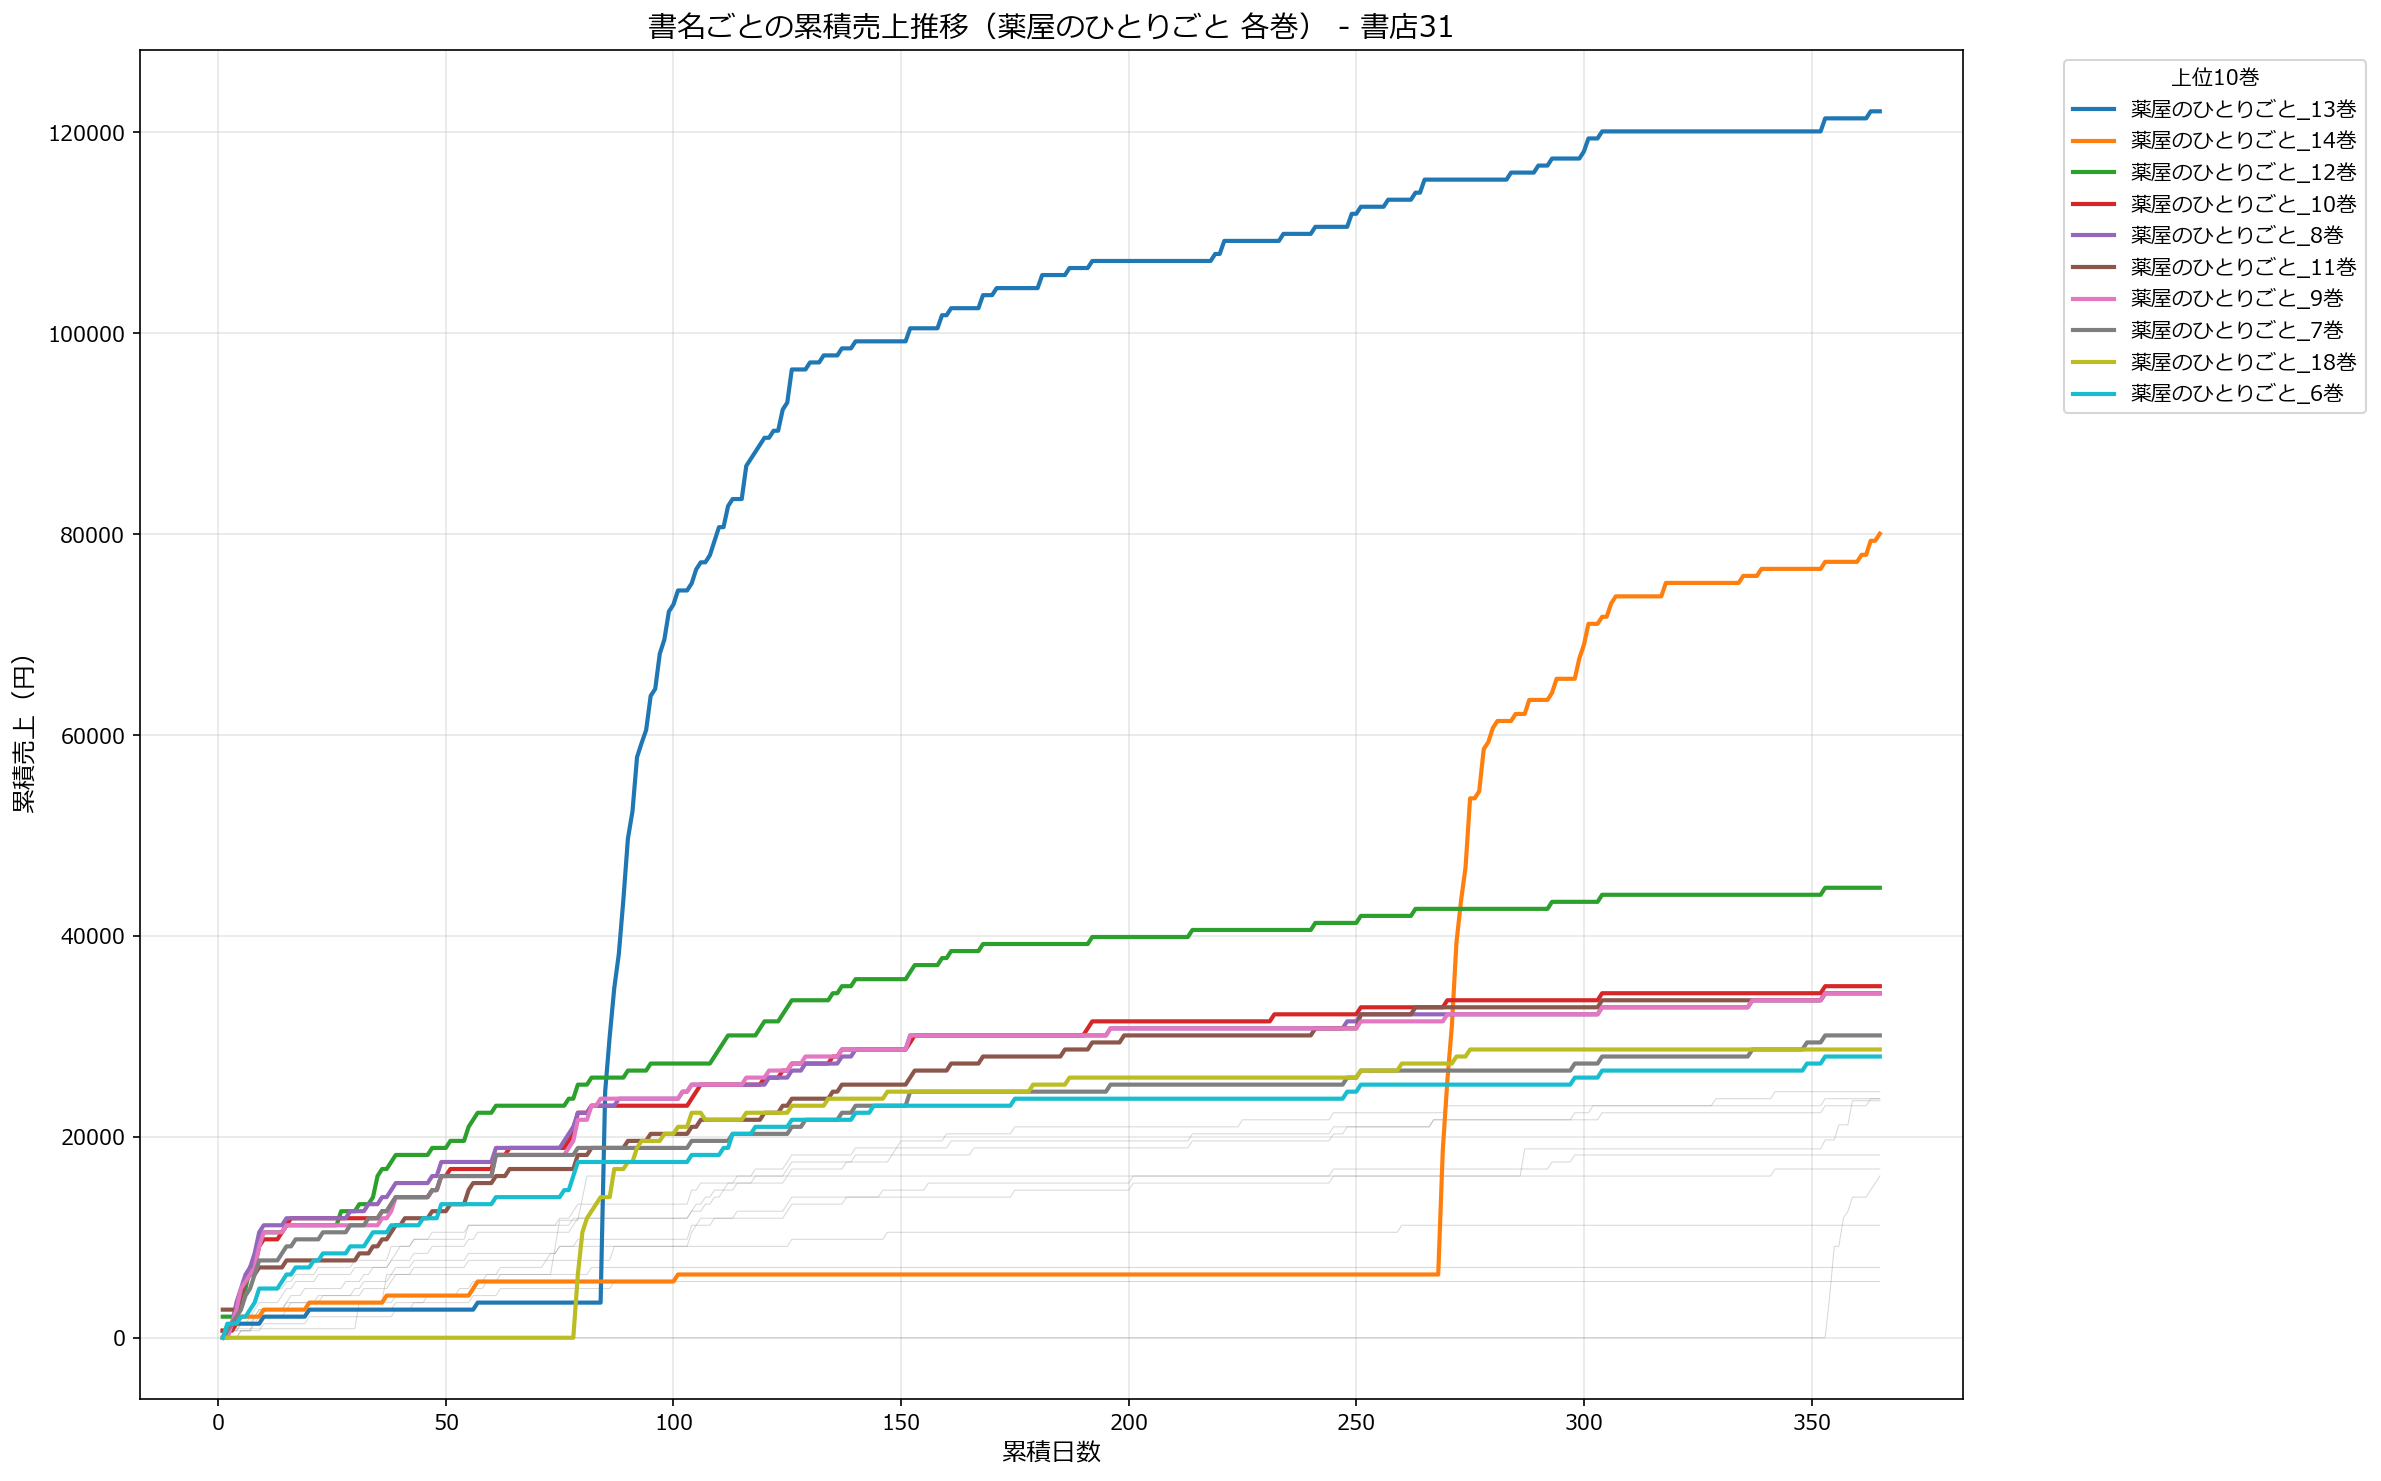 書名ごとの累積売上推移（薬屋のひとりごと 各巻） - 書店31
累積売上（円）
120000
100000
80000
60000
40000
20000
0
0 50 100 150 200 250 300 350
累積日数
上位10巻
薬屋のひとりごと_13巻
薬屋のひとりごと_14巻
薬屋のひとりごと_12巻
薬屋のひとりごと_10巻
薬屋のひとりごと_8巻
薬屋のひとりごと_11巻
薬屋のひとりごと_9巻
薬屋のひとりごと_7巻
薬屋のひとりごと_18巻
薬屋のひとりごと_6巻